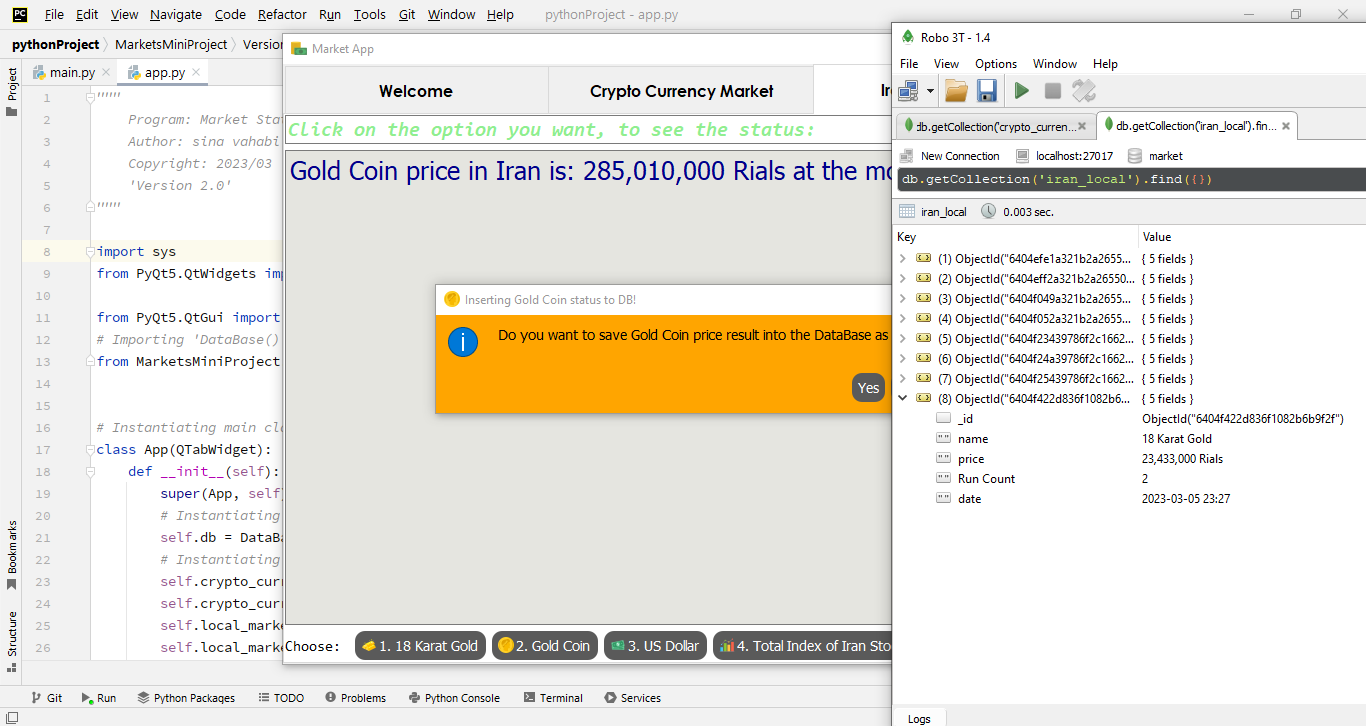 File Edit View Navigate Code Refactor Run Tools Git Window Help pythonProject - app.py
pythonProject MarketsMiniProject Version
main.py app.py
Project
Bookmarks
Structure
1 """
2 Program: Market Sta
3 Author: sina vahabi
4 Copyright: 2023/03
5 'Version 2.0'
6 """
7
8 import sys
9 from PyQt5.QtWidgets imp
10
11 from PyQt5.QtGui import
12 # Importing 'DataBase()
13 from MarketsMiniProject
14
15
16 # Instantiating main cla
17 class App(QTabWidget):
18 def __init__(self):
19 super(App, self)
20 # Instantiating
21 self.db = DataBa
22 # Instantiating
23 self.crypto_curr
24 self.crypto_curr
25 self.local_marke
26 self.local_marke
Git Run Python Packages TODO Problems Python Console Terminal Services
Market App
Welcome Crypto Currency Market Ir
Click on the option you want, to see the status:
Gold Coin price in Iran is: 285,010,000 Rials at the mo
Inserting Gold Coin status to DB!
Do you want to save Gold Coin price result into the DataBase as
Yes
Choose: 1. 18 Karat Gold 2. Gold Coin 3. US Dollar 4. Total Index of Iran Sto
Robo 3T - 1.4
File View Options Window Help
db.getCollection('crypto_curren... db.getCollection('iran_local').fin...
New Connection localhost:27017 market
db.getCollection('iran_local').find({})
iran_local 0.003 sec.
Key Value
(1) ObjectId("6404efe1a321b2a2655... { 5 fields }
(2) ObjectId("6404eff2a321b2a26550... { 5 fields }
(3) ObjectId("6404f049a321b2a2655... { 5 fields }
(4) ObjectId("6404f052a321b2a2655... { 5 fields }
(5) ObjectId("6404f23439786f2c1662... { 5 fields }
(6) ObjectId("6404f24a39786f2c1662... { 5 fields }
(7) ObjectId("6404f25439786f2c1662... { 5 fields }
(8) ObjectId("6404f422d836f1082b6... { 5 fields }
_id ObjectId("6404f422d836f1082b6b9f2f")
name 18 Karat Gold
price 23,433,000 Rials
Run Count 2
date 2023-03-05 23:27
Logs